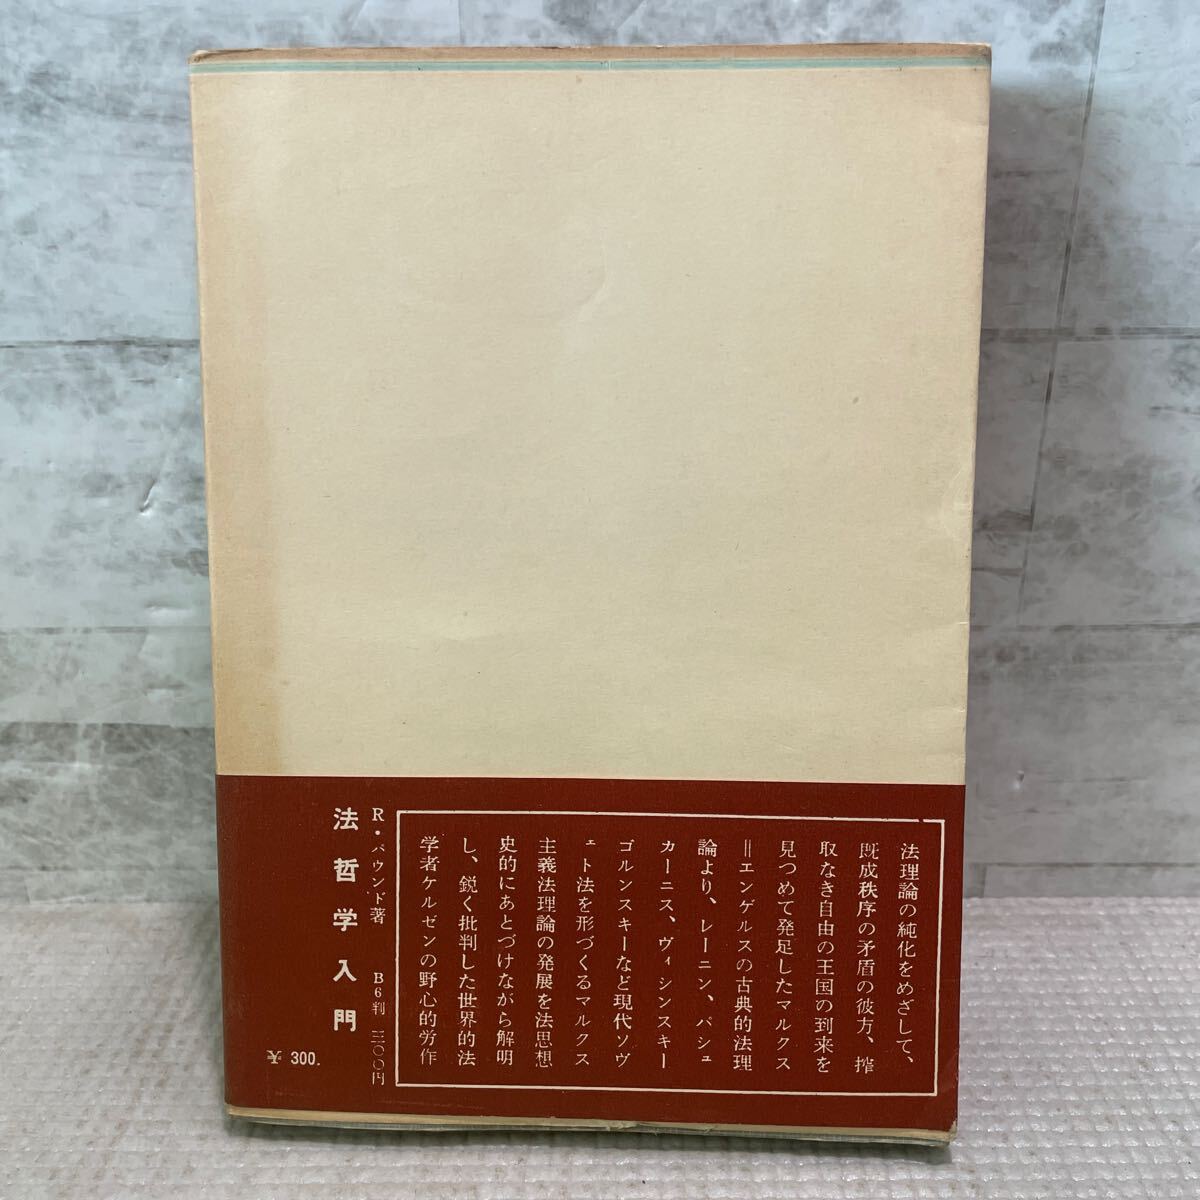 法理論の純化をめざして、
既成秩序の矛盾の彼方、搾
取なき自由の王国の到来を
見つめて発足したマルクス
=エンゲルスの古典的法理
論より、レーニン、パシュ
カーニス、ヴィシンスキー
ゴルンスキーなど現代ソヴ
ェト法を形づくるマルクス
主義法理論の発展を法思想
史的にあとづけながら解明
し、鋭く批判した世界的法
学者ケルゼンの野心的労作
R・パウンド著 B6判 三〇〇円
法哲学入門
¥ 300.